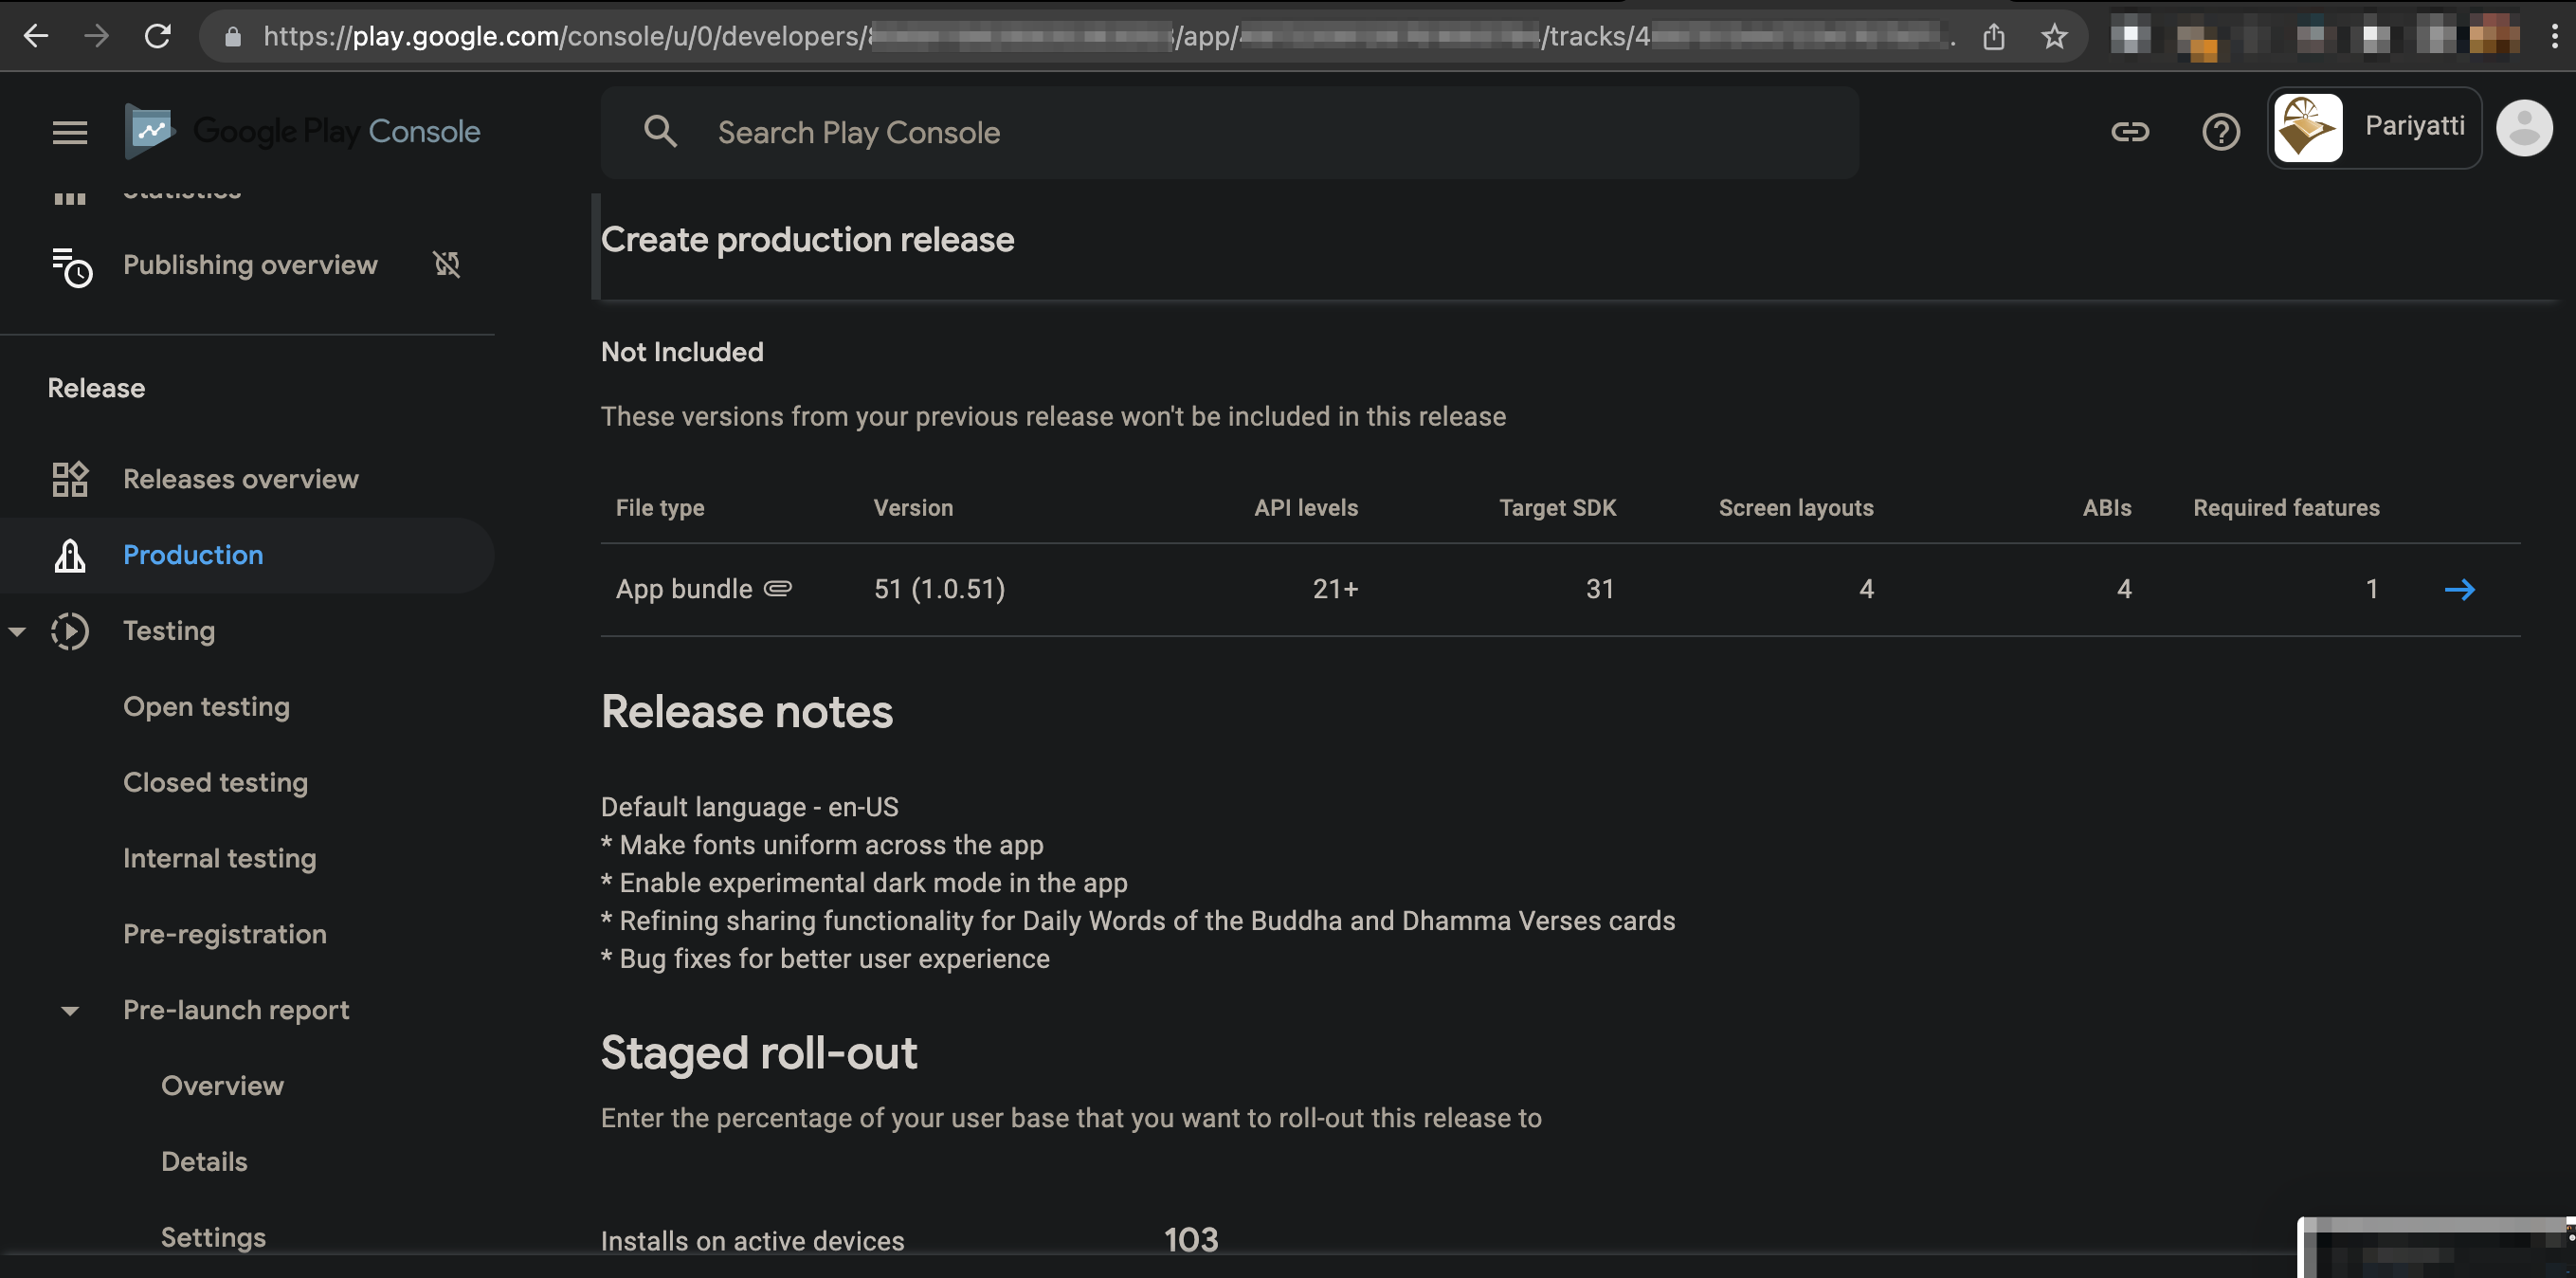 https://play.google.com/console/u/0/developers/ /app/ /tracks/4 .
Google Play Console
Search Play Console
Pariyatti
Statistics
Publishing overview
Release
Releases overview
Production
Testing
Open testing
Closed testing
Internal testing
Pre-registration
Pre-launch report
Overview
Details
Settings
Create production release
Not Included
These versions from your previous release won't be included in this release
File type Version API levels Target SDK Screen layouts ABIs Required features
App bundle 51 (1.0.51) 21+ 31 4 4 1
Release notes
Default language - en-US
* Make fonts uniform across the app
* Enable experimental dark mode in the app
* Refining sharing functionality for Daily Words of the Buddha and Dhamma Verses cards
* Bug fixes for better user experience
Staged roll-out
Enter the percentage of your user base that you want to roll-out this release to
Installs on active devices 103